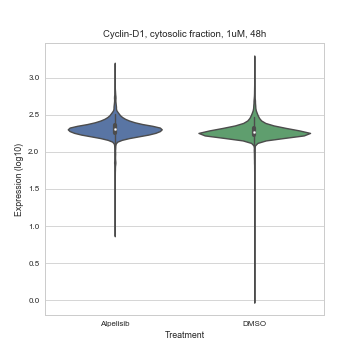 Cyclin-D1, cytosolic fraction, 1uM, 48h
3.0
2.5
2.0
1.5
1.0
0.5
0.0
Expression (log10)
Alpelisib
DMSO
Treatment